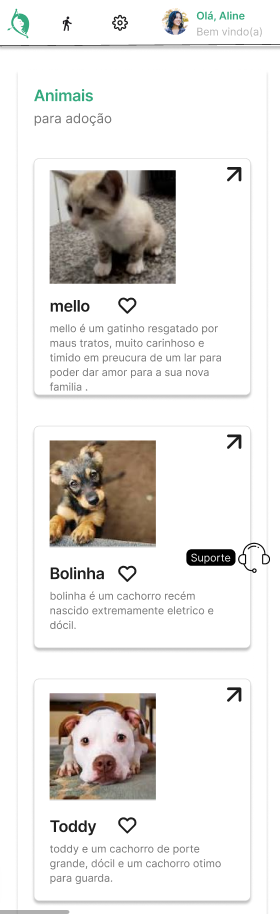 Olá, Aline
Bem vindo(a)
Animais
para adoção
mello
mello é um gatinho resgatado por
maus tratos, muito carinhoso e
timido em preucura de um lar para
poder dar amor para a sua nova
familia .
Bolinha
Suporte
bolinha é um cachorro recém
nascido extremamente eletrico e
dócil.
Toddy
toddy e um cachorro de porte
grande, dócil e um cachorro otimo
para guarda.